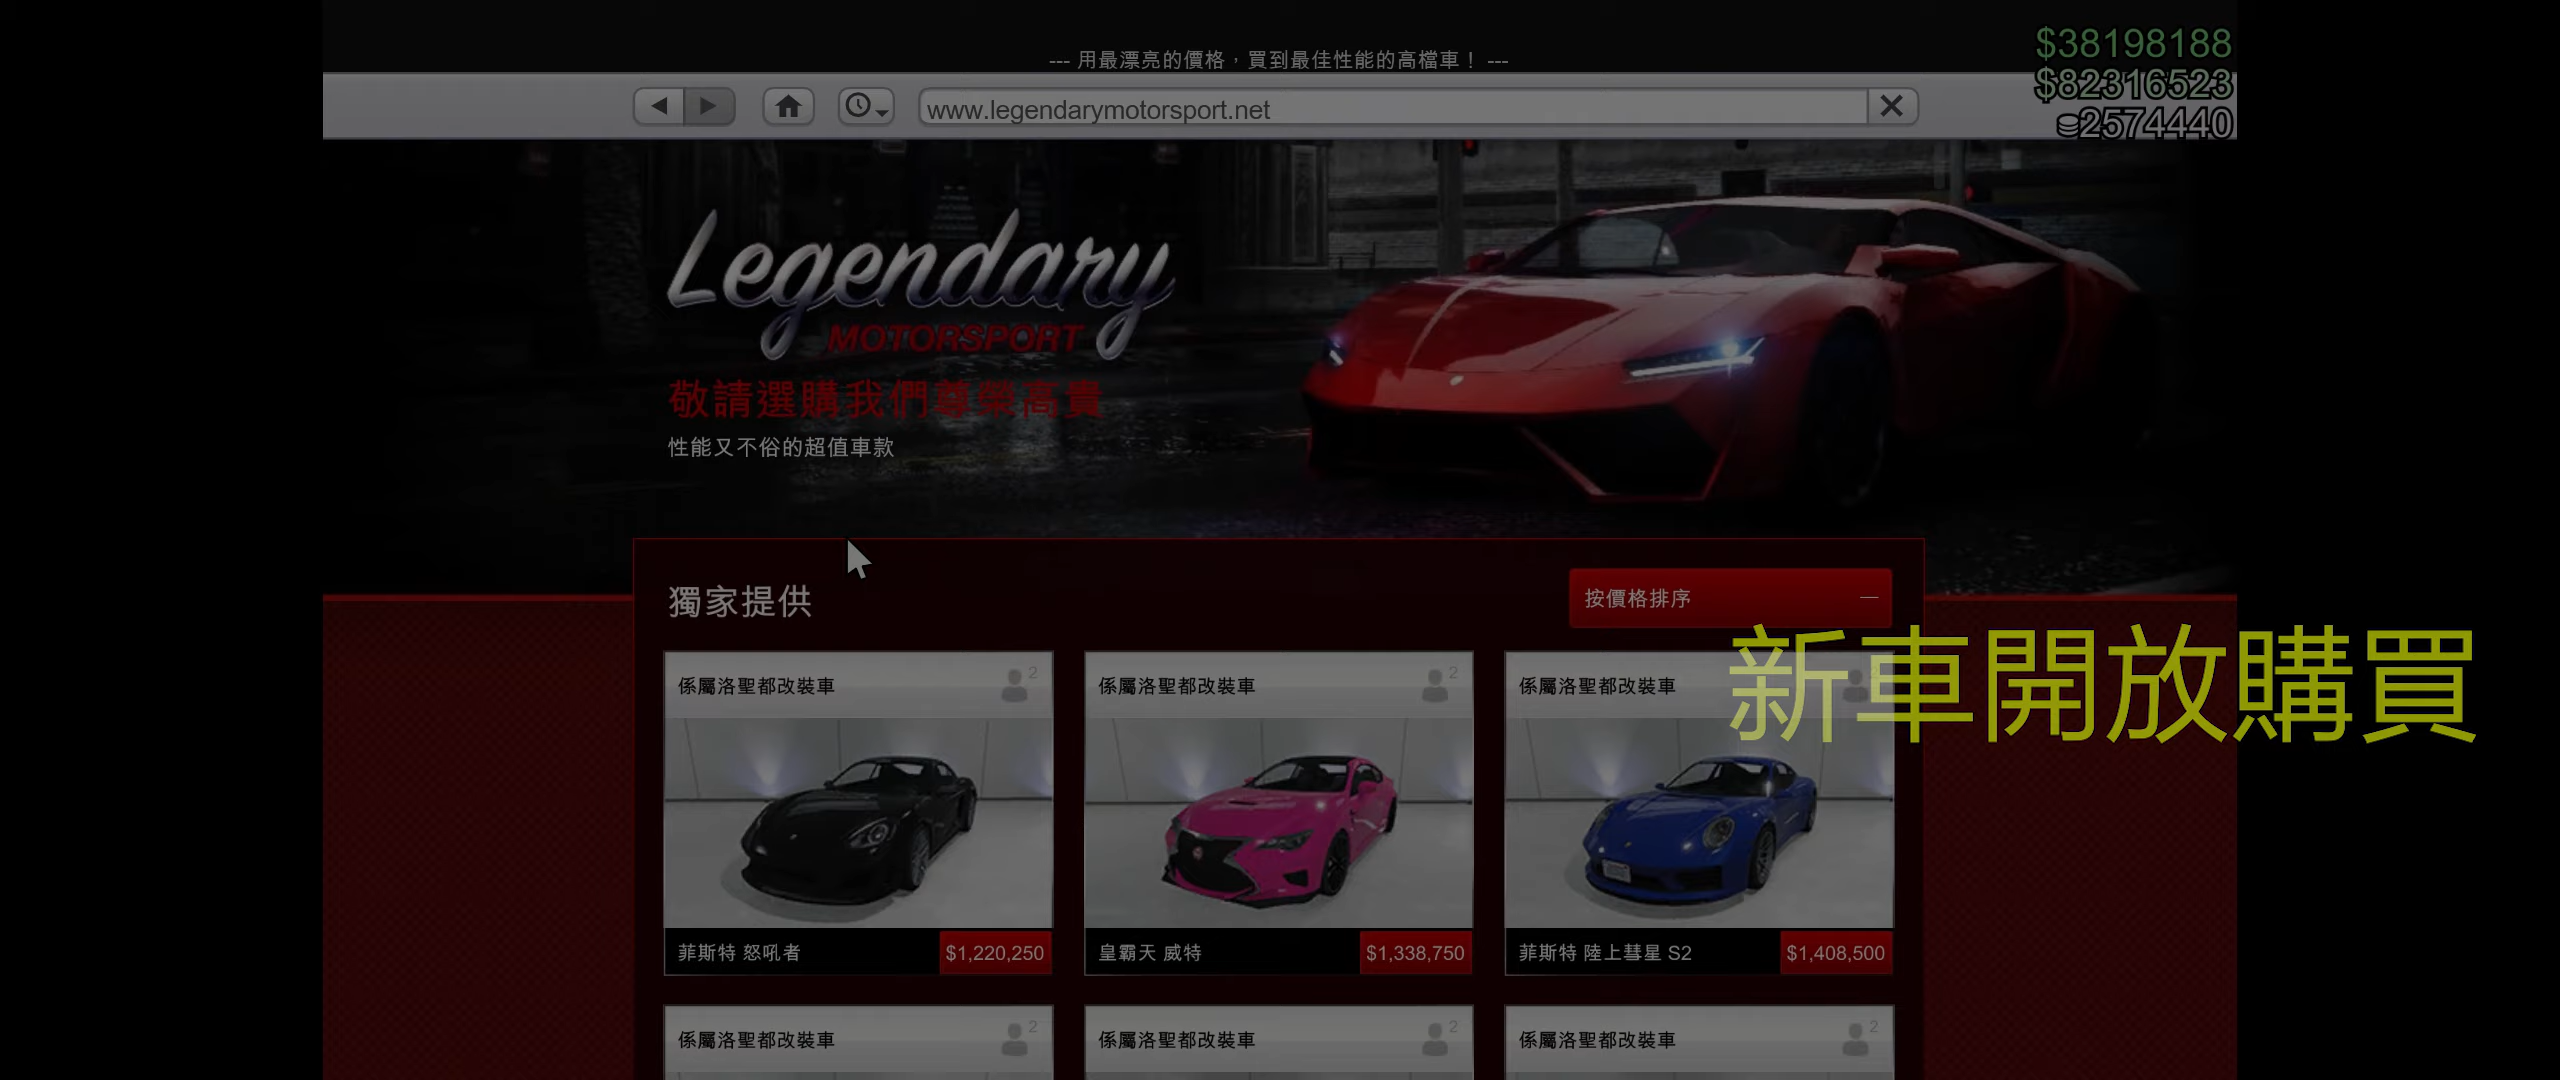 --- 用最漂亮的價格，買到最佳性能的高檔車！ ---
$38198188
$82316523
2574440
www.legendarymotorsport.net
Legendary
MOTORSPORT
敬請選購我們尊榮高貴
性能又不俗的超值車款
獨家提供
按價格排序
新車開放購買
係屬洛聖都改裝車 2
係屬洛聖都改裝車 2
係屬洛聖都改裝車
菲斯特 怒吼者 $1,220,250
皇霸天 威特 $1,338,750
菲斯特 陸上彗星 S2 $1,408,500
係屬洛聖都改裝車 2
係屬洛聖都改裝車 2
係屬洛聖都改裝車 2